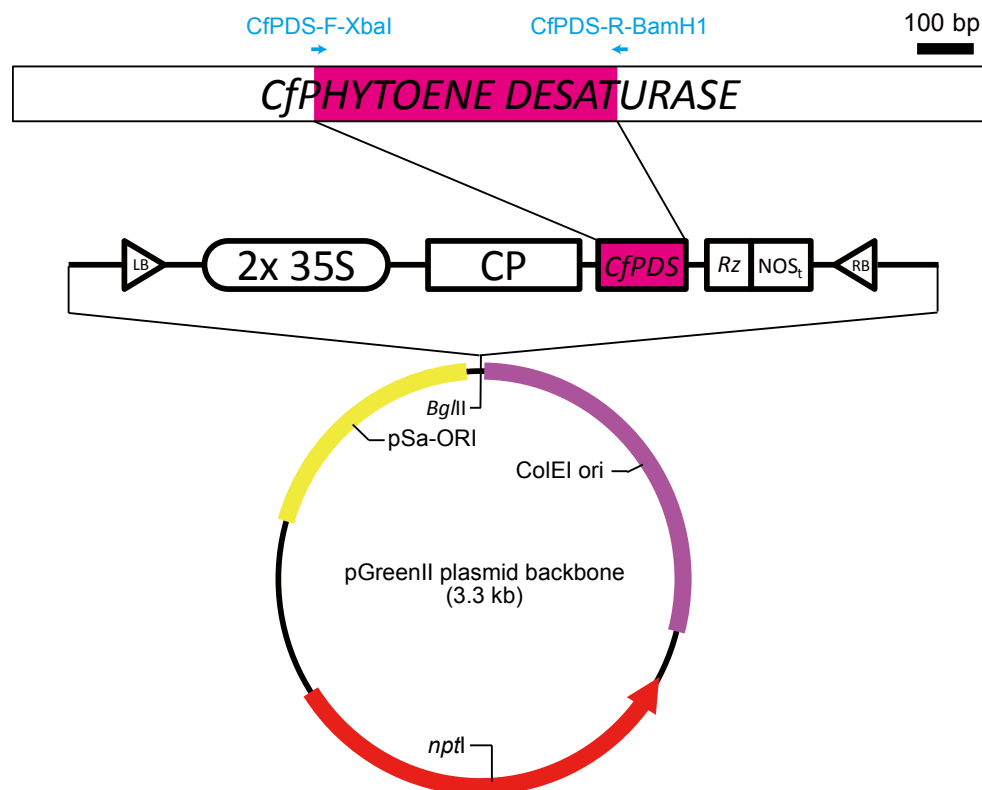 CfPDS-F-XbaI
CfPDS-R-BamH1
100 bp
CfPHYTOENE DESATURASE
LB
2x 35S
CP
CfPDS
Rz
NOSt
RB
BglII
pSa-ORI
ColEI ori
pGreenII plasmid backbone
(3.3 kb)
nptI